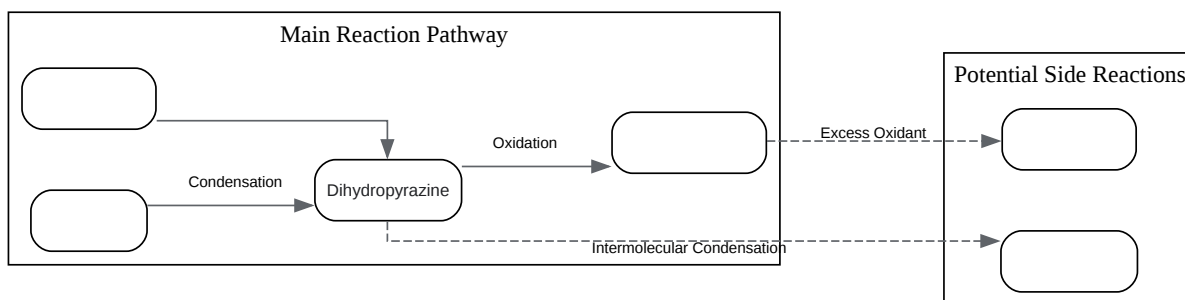 Main Reaction Pathway
Potential Side Reactions
Excess Oxidant
Oxidation
Condensation
Dihydropyrazine
Intermolecular Condensation